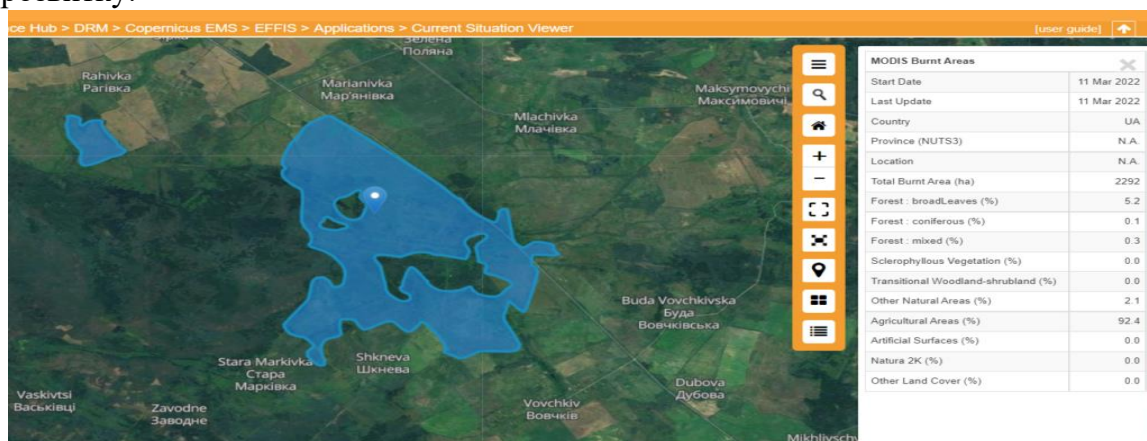 ce Hub > DRM > Copernicus EMS > EFFIS > Applications > Current Situation Viewer
[user guide]
Поляна
Rahivka
Рагівка
Marianivka
Мар'янівка
Maksymovychi
Максимовичі
Mlachivka
Млачівка
Buda Vovchkivska
Буда
Вовчківська
Stara Markivka
Стара
Марківка
Shkneva
Шкнева
Vaskivtsi
Васьківці
Zavodne
Заводне
Dubova
Дубова
Vovchkiv
Вовчків
MODIS Burnt Areas
Start Date 11 Mar 2022
Last Update 11 Mar 2022
Country UA
Province (NUTS3) N.A.
Location N.A.
Total Burnt Area (ha) 2292
Forest : broadLeaves (%) 5.2
Forest : coniferous (%) 0.1
Forest : mixed (%) 0.3
Sclerophyllous Vegetation (%) 0.0
Transitional Woodland-shrubland (%) 0.0
Other Natural Areas (%) 2.1
Agricultural Areas (%) 92.4
Artificial Surfaces (%) 0.0
Natura 2K (%) 0.0
Other Land Cover (%) 0.0